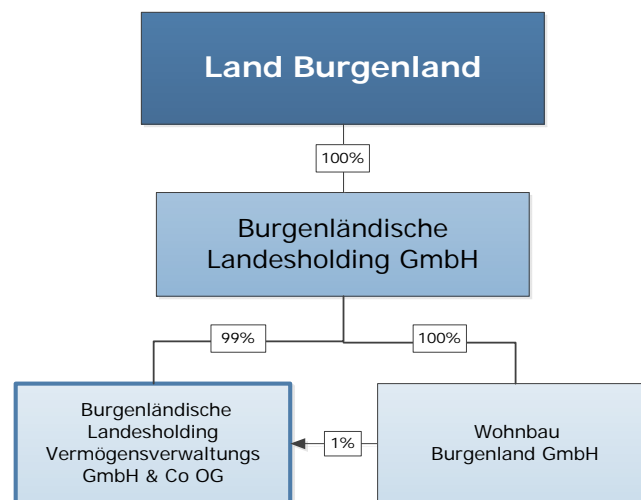 Land Burgenland
100%
Burgenländische
Landesholding GmbH
99%
100%
Burgenländische
Landesholding
Vermögensverwaltungs
GmbH & Co OG
1%
Wohnbau
Burgenland GmbH